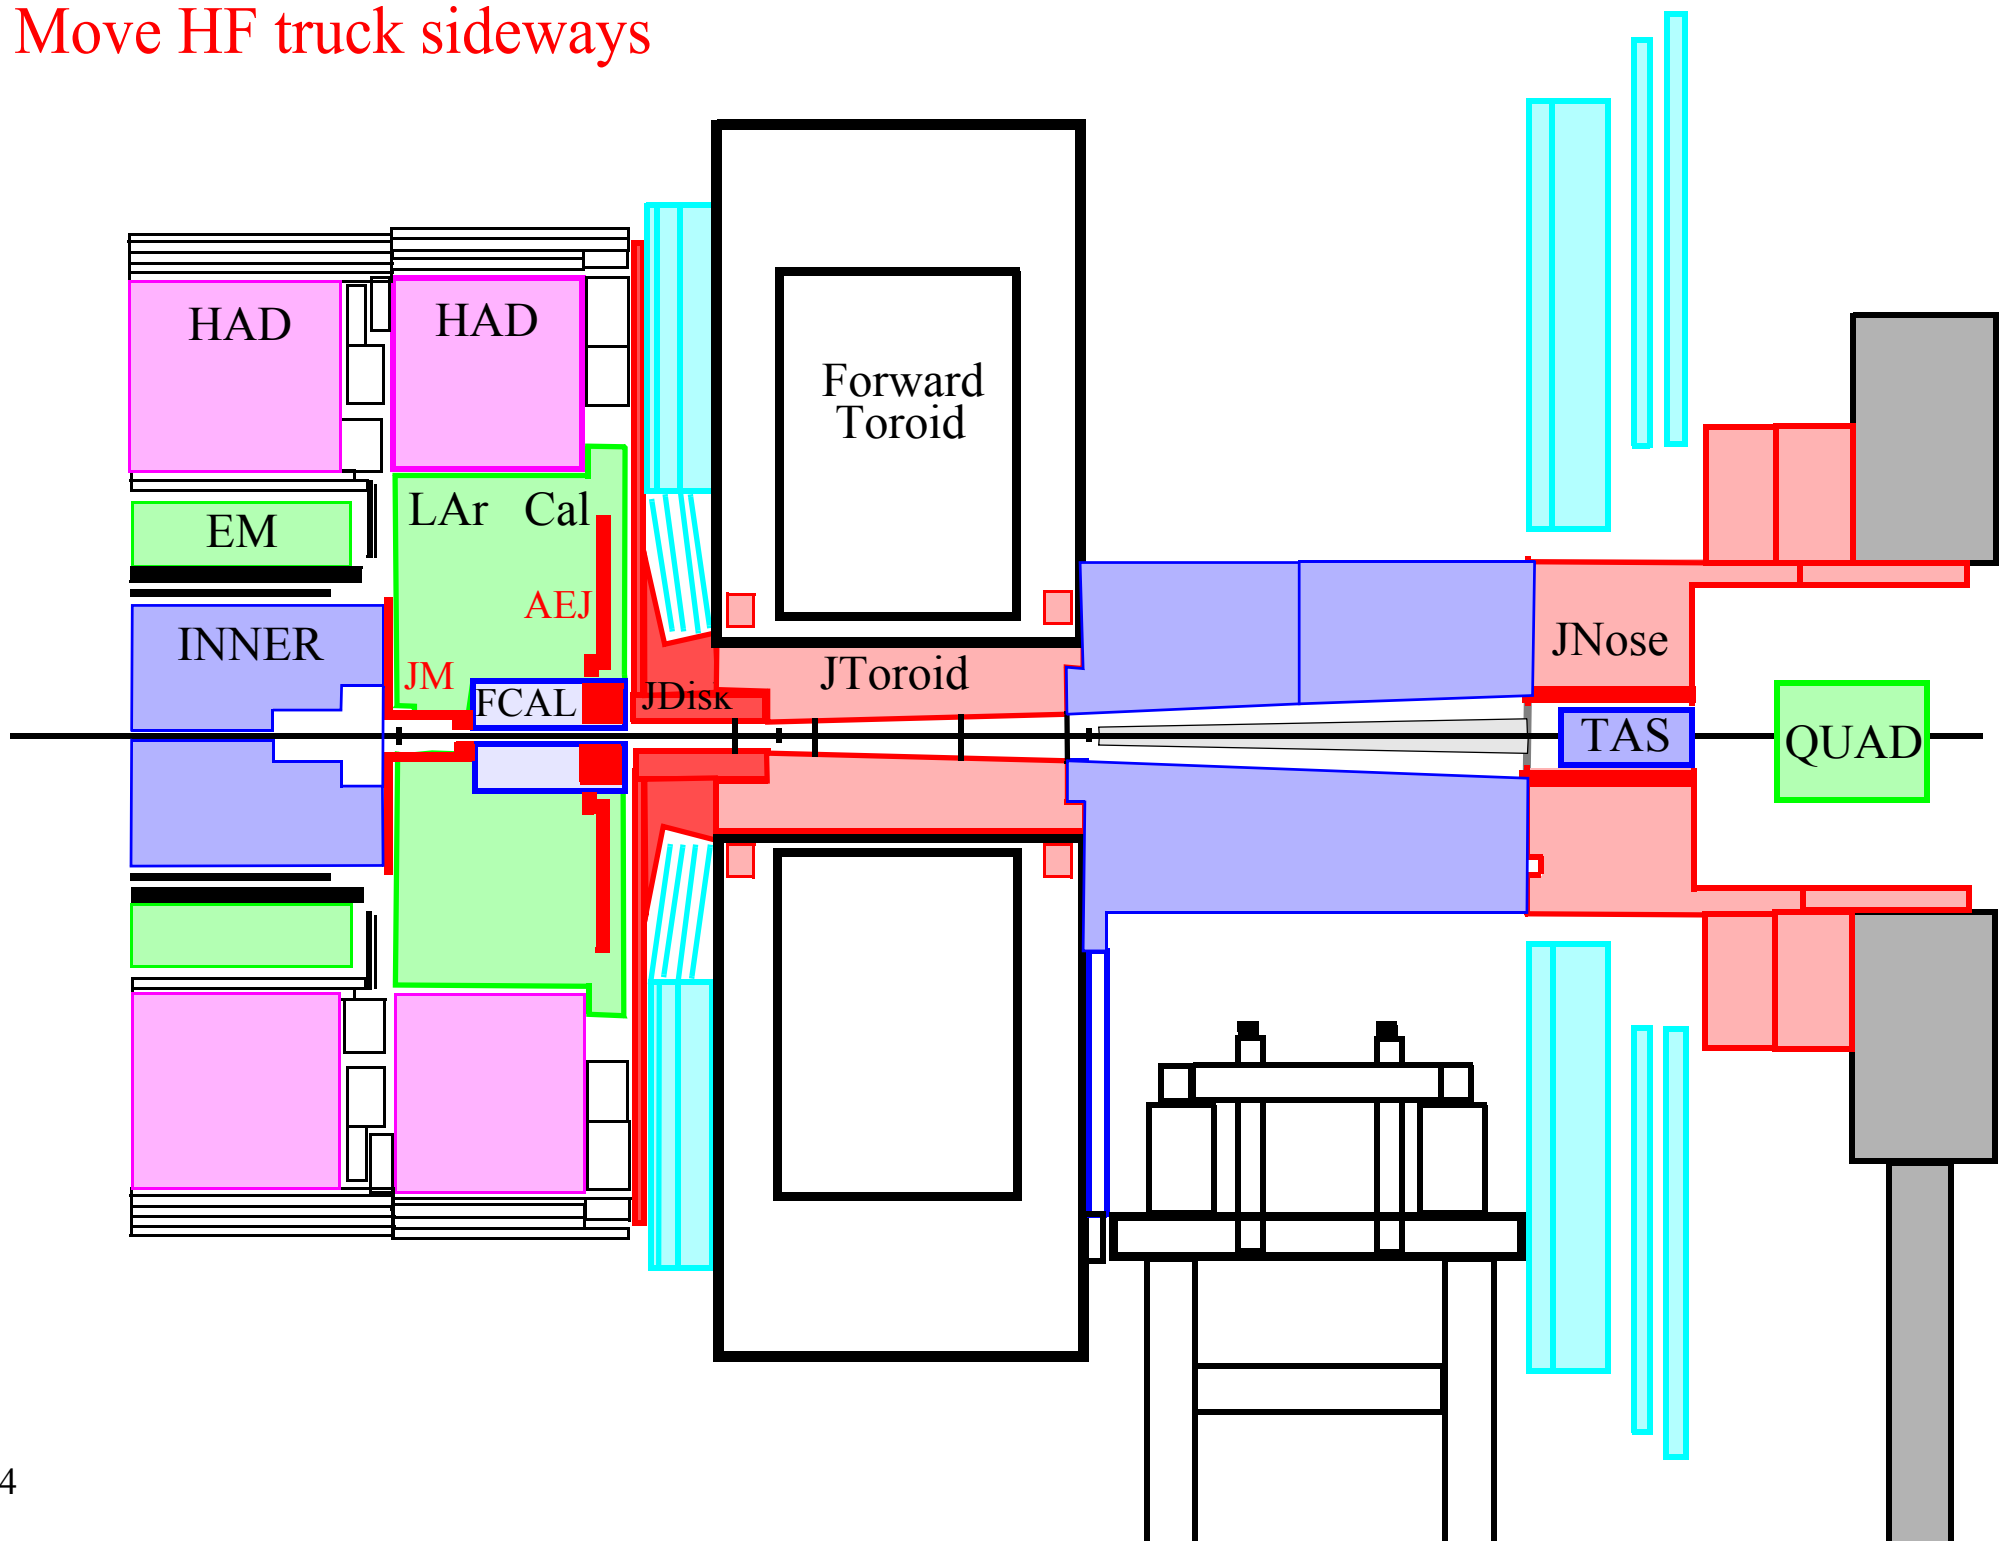 Move HF truck sideways
HAD
HAD
Forward
Toroid
LAr Cal
EM
AEJ
INNER
JM
FCAL
JDisk
JToroid
JNose
TAS
QUAD
4